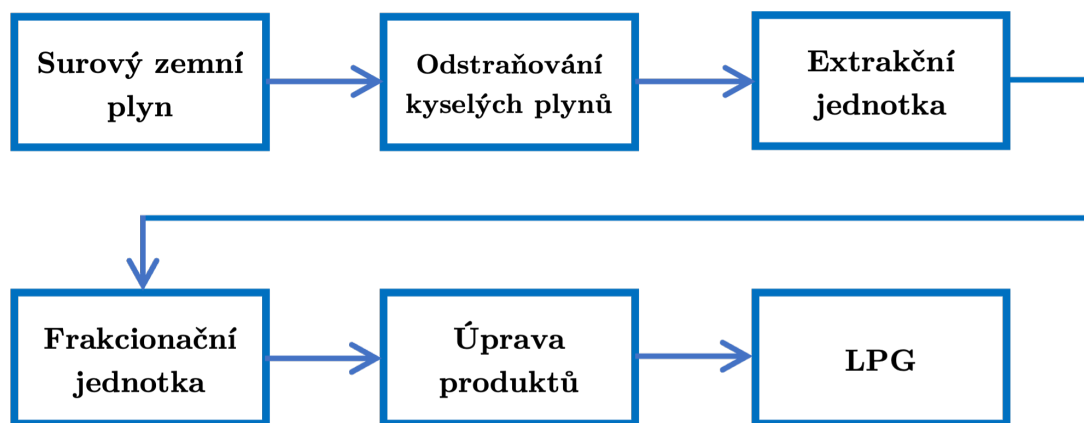 Surový zemní
plyn
Odstraňování
kyselých plynů
Extrakční
jednotka
Frakcionační
jednotka
Úprava
produktů
LPG